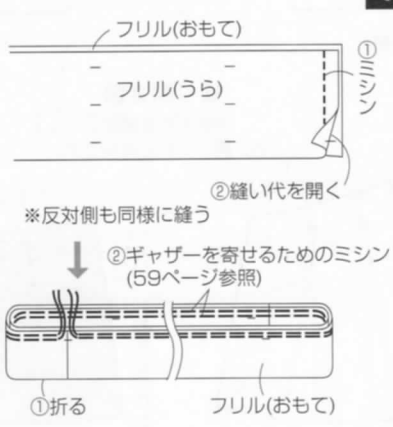 フリル(おもて)
フリル(うら)
①ミシン
②縫い代を開く
※反対側も同様に縫う
②ギャザーを寄せるためのミシン
(59ページ参照)
①折る
フリル(おもて)